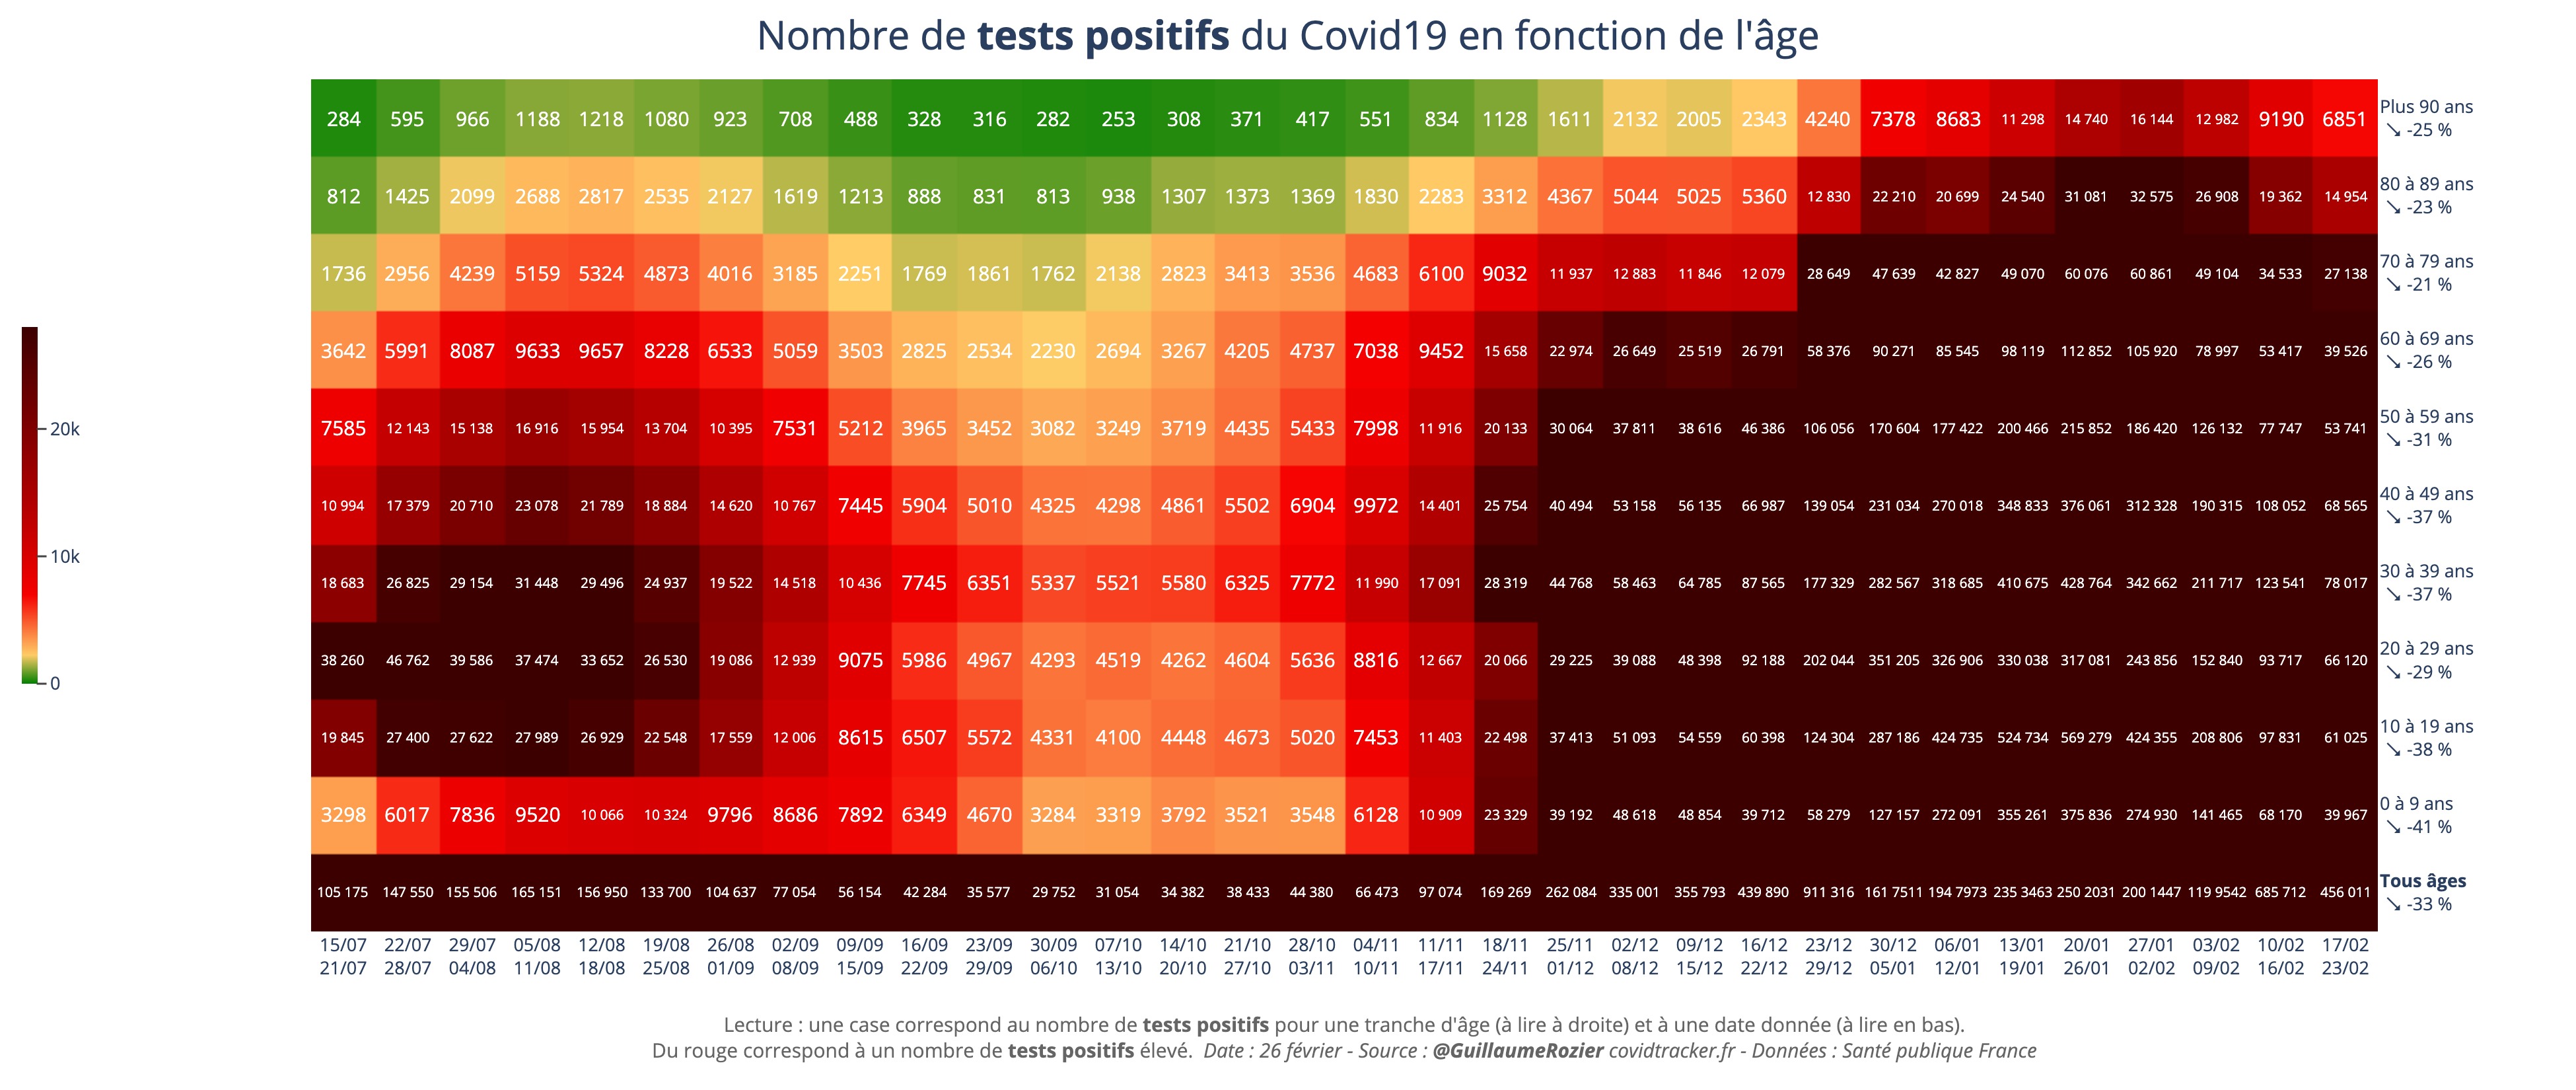 Nombre de tests positifs du Covid19 en fonction de l'âge
284 595 966 1188 1218 1080 923 708 488 328 316 282 253 308 371 417 551 834 1128 1611 2132 2005 2343 4240 7378 8683 11 298 14 740 16 144 12 982 9190 6851 Plus 90 ans
↘ -25 %
812 1425 2099 2688 2817 2535 2127 1619 1213 888 831 813 938 1307 1373 1369 1830 2283 3312 4367 5044 5025 5360 12 830 22 210 20 699 24 540 31 081 32 575 26 908 19 362 14 954 80 à 89 ans
↘ -23 %
1736 2956 4239 5159 5324 4873 4016 3185 2251 1769 1861 1762 2138 2823 3413 3536 4683 6100 9032 11 937 12 883 11 846 12 079 28 649 47 639 42 827 49 070 60 076 60 861 49 104 34 533 27 138 70 à 79 ans
↘ -21 %
3642 5991 8087 9633 9657 8228 6533 5059 3503 2825 2534 2230 2694 3267 4205 4737 7038 9452 15 658 22 974 26 649 25 519 26 791 58 376 90 271 85 545 98 119 112 852 105 920 78 997 53 417 39 526 60 à 69 ans
↘ -26 %
20k
7585 12 143 15 138 16 916 15 954 13 704 10 395 7531 5212 3965 3452 3082 3249 3719 4435 5433 7998 11 916 20 133 30 064 37 811 38 616 46 386 106 056 170 604 177 422 200 466 215 852 186 420 126 132 77 747 53 741 50 à 59 ans
↘ -31 %
10 994 17 379 20 710 23 078 21 789 18 884 14 620 10 767 7445 5904 5010 4325 4298 4861 5502 6904 9972 14 401 25 754 40 494 53 158 56 135 66 987 139 054 231 034 270 018 348 833 376 061 312 328 190 315 108 052 68 565 40 à 49 ans
↘ -37 %
10k
18 683 26 825 29 154 31 448 29 496 24 937 19 522 14 518 10 436 7745 6351 5337 5521 5580 6325 7772 11 990 17 091 28 319 44 768 58 463 64 785 87 565 177 329 282 567 318 685 410 675 428 764 342 662 211 717 123 541 78 017 30 à 39 ans
↘ -37 %
38 260 46 762 39 586 37 474 33 652 26 530 19 086 12 939 9075 5986 4967 4293 4519 4262 4604 5636 8816 12 667 20 066 29 225 39 088 48 398 92 188 202 044 351 205 326 906 330 038 317 081 243 856 152 840 93 717 66 120 20 à 29 ans
↘ -29 %
0
19 845 27 400 27 622 27 989 26 929 22 548 17 559 12 006 8615 6507 5572 4331 4100 4448 4673 5020 7453 11 403 22 498 37 413 51 093 54 559 60 398 124 304 287 186 424 735 524 734 569 279 424 355 208 806 97 831 61 025 10 à 19 ans
↘ -38 %
3298 6017 7836 9520 10 066 10 324 9796 8686 7892 6349 4670 3284 3319 3792 3521 3548 6128 10 909 23 329 39 192 48 618 48 854 39 712 58 279 127 157 272 091 355 261 375 836 274 930 141 465 68 170 39 967 0 à 9 ans
↘ -41 %
105 175 147 550 155 506 165 151 156 950 133 700 104 637 77 054 56 154 42 284 35 577 29 752 31 054 34 382 38 433 44 380 66 473 97 074 169 269 262 084 335 001 355 793 439 890 911 316 161 7511 194 7973 235 3463 250 2031 200 1447 119 9542 685 712 456 011 Tous âges
↘ -33 %
15/07 22/07 29/07 05/08 12/08 19/08 26/08 02/09 09/09 16/09 23/09 30/09 07/10 14/10 21/10 28/10 04/11 11/11 18/11 25/11 02/12 09/12 16/12 23/12 30/12 06/01 13/01 20/01 27/01 03/02 10/02 17/02
21/07 28/07 04/08 11/08 18/08 25/08 01/09 08/09 15/09 22/09 29/09 06/10 13/10 20/10 27/10 03/11 10/11 17/11 24/11 01/12 08/12 15/12 22/12 29/12 05/01 12/01 19/01 26/01 02/02 09/02 16/02 23/02
Lecture : une case correspond au nombre de tests positifs pour une tranche d'âge (à lire à droite) et à une date donnée (à lire en bas).
Du rouge correspond à un nombre de tests positifs élevé. Date : 26 février - Source : @GuillaumeRozier covidtracker.fr - Données : Santé publique France